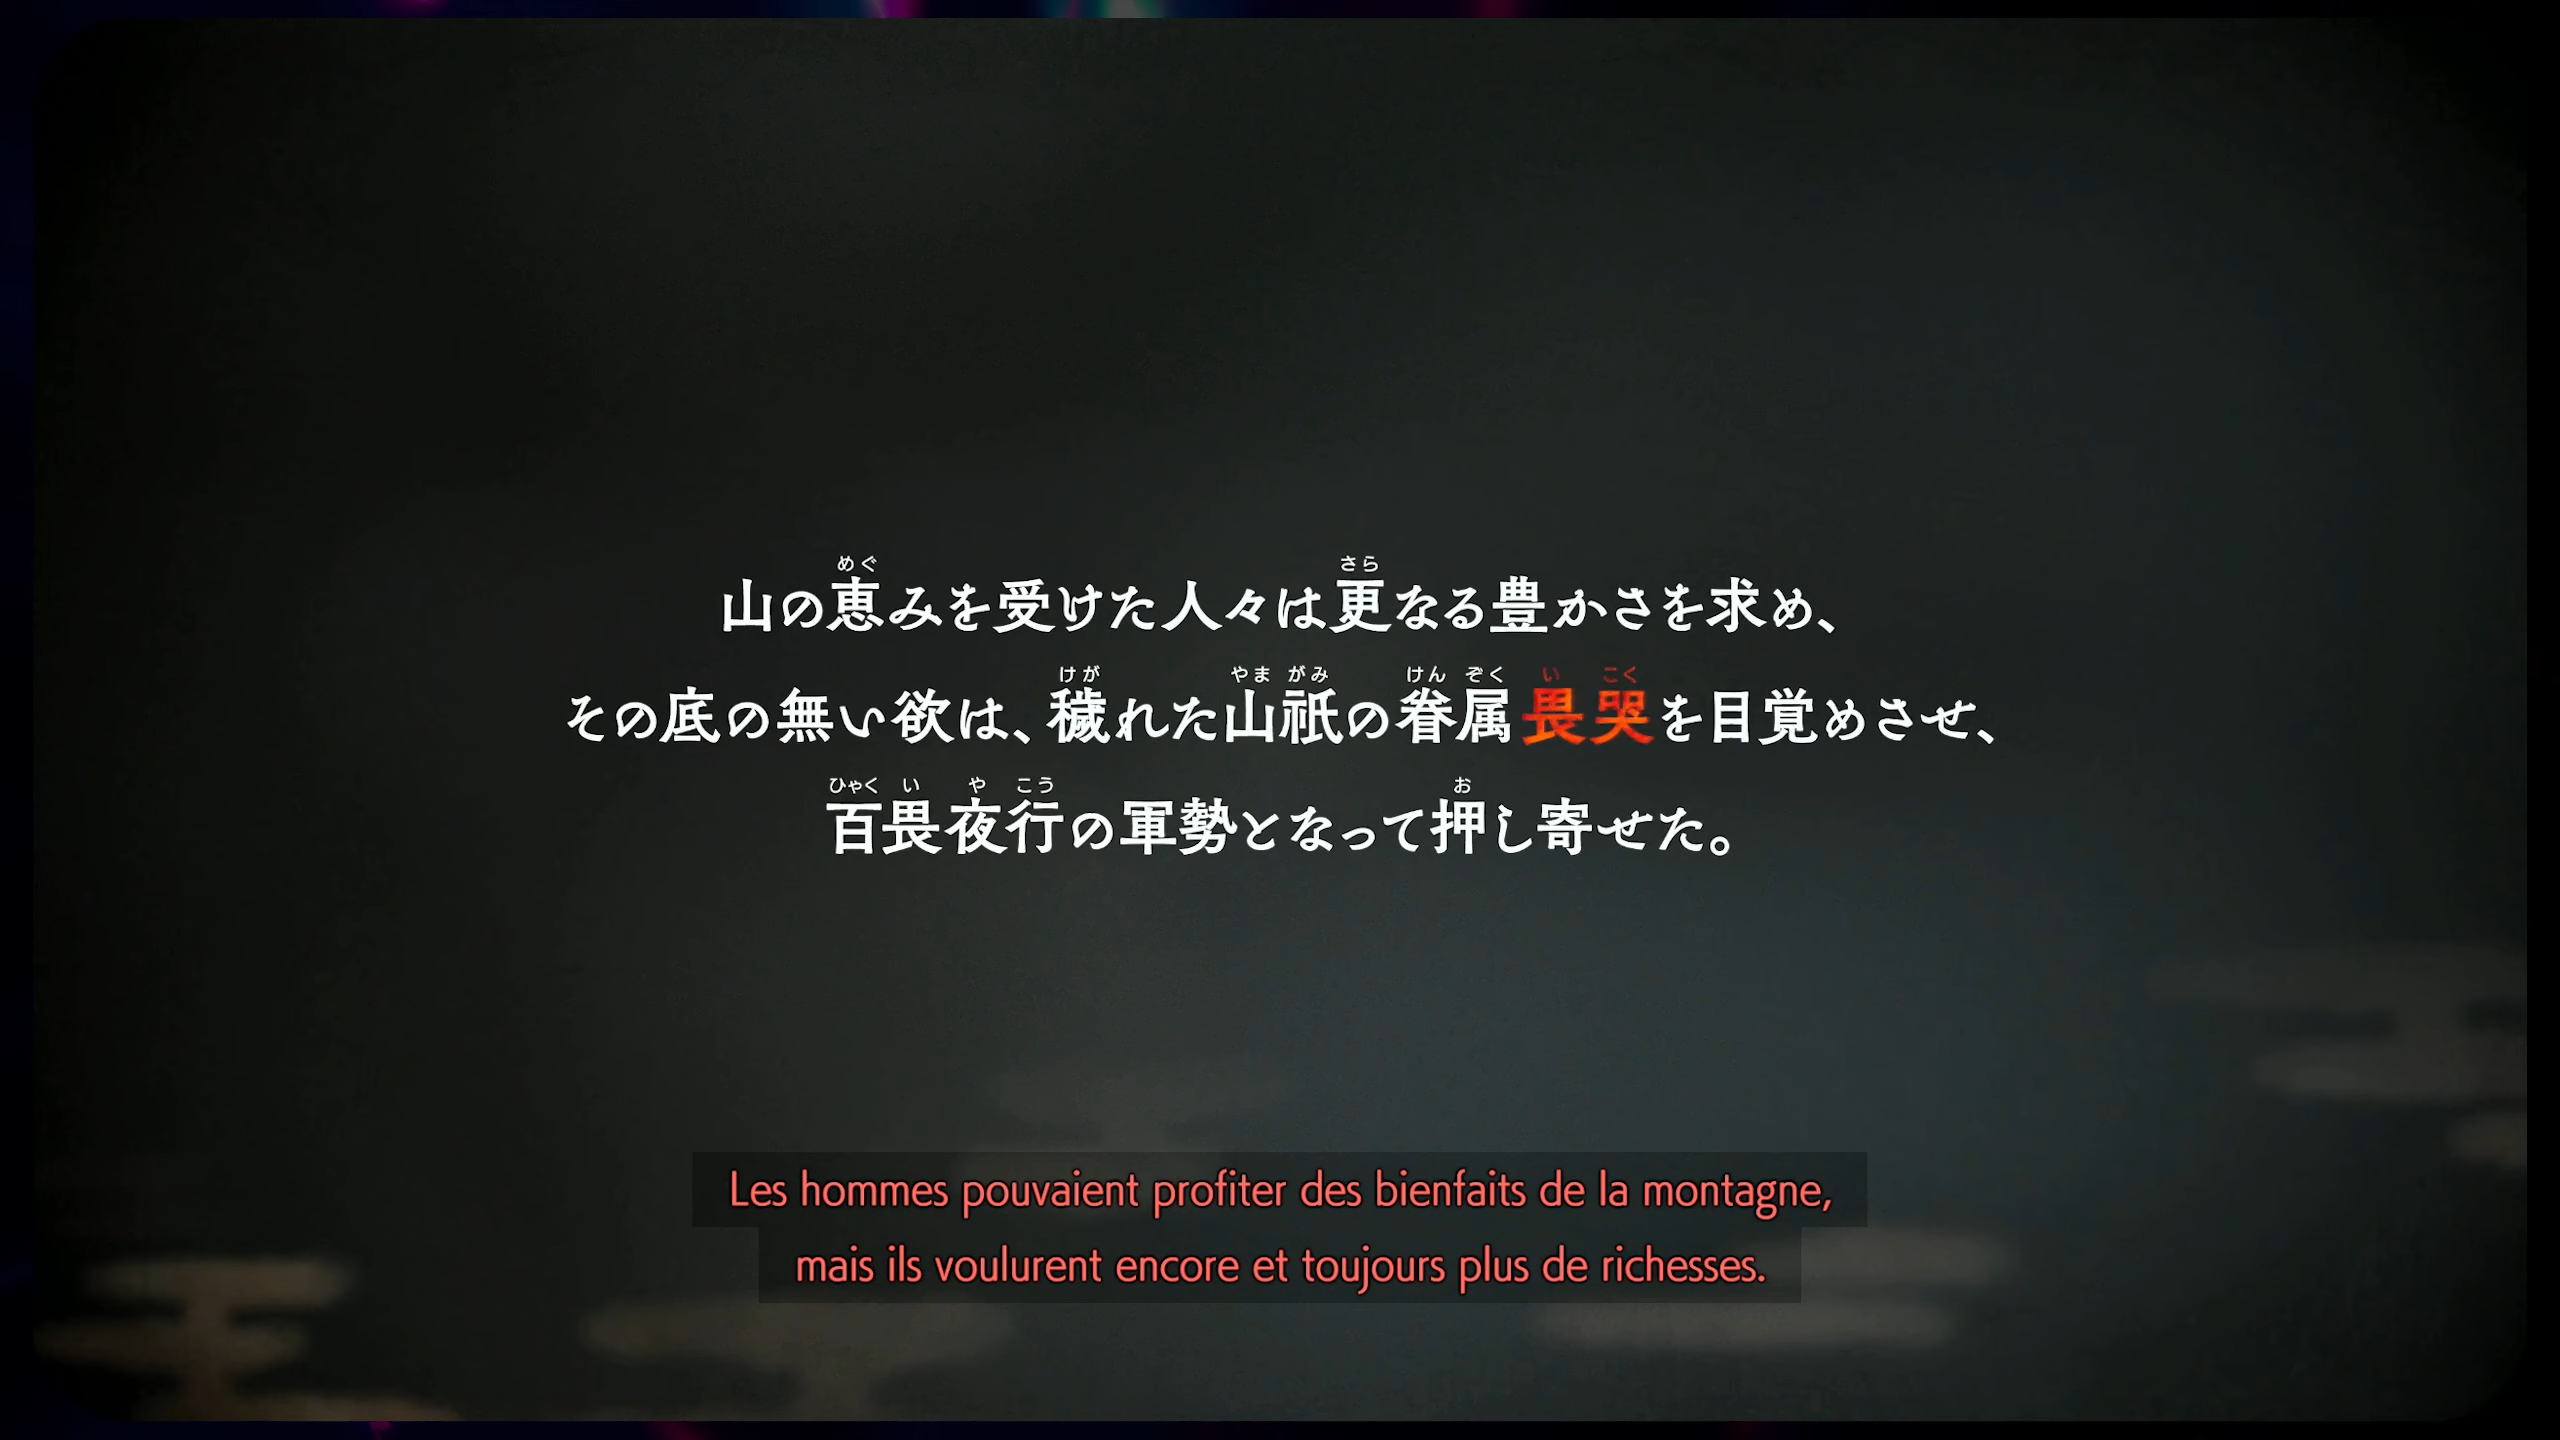 山の恵みを受けた人々は更なる豊かさを求め、
その底の無い欲は、穢れた山祇の眷属畏哭を目覚めさせ、
百畏夜行の軍勢となって押し寄せた。
Les hommes pouvaient profiter des bienfaits de la montagne,
mais ils voulurent encore et toujours plus de richesses.